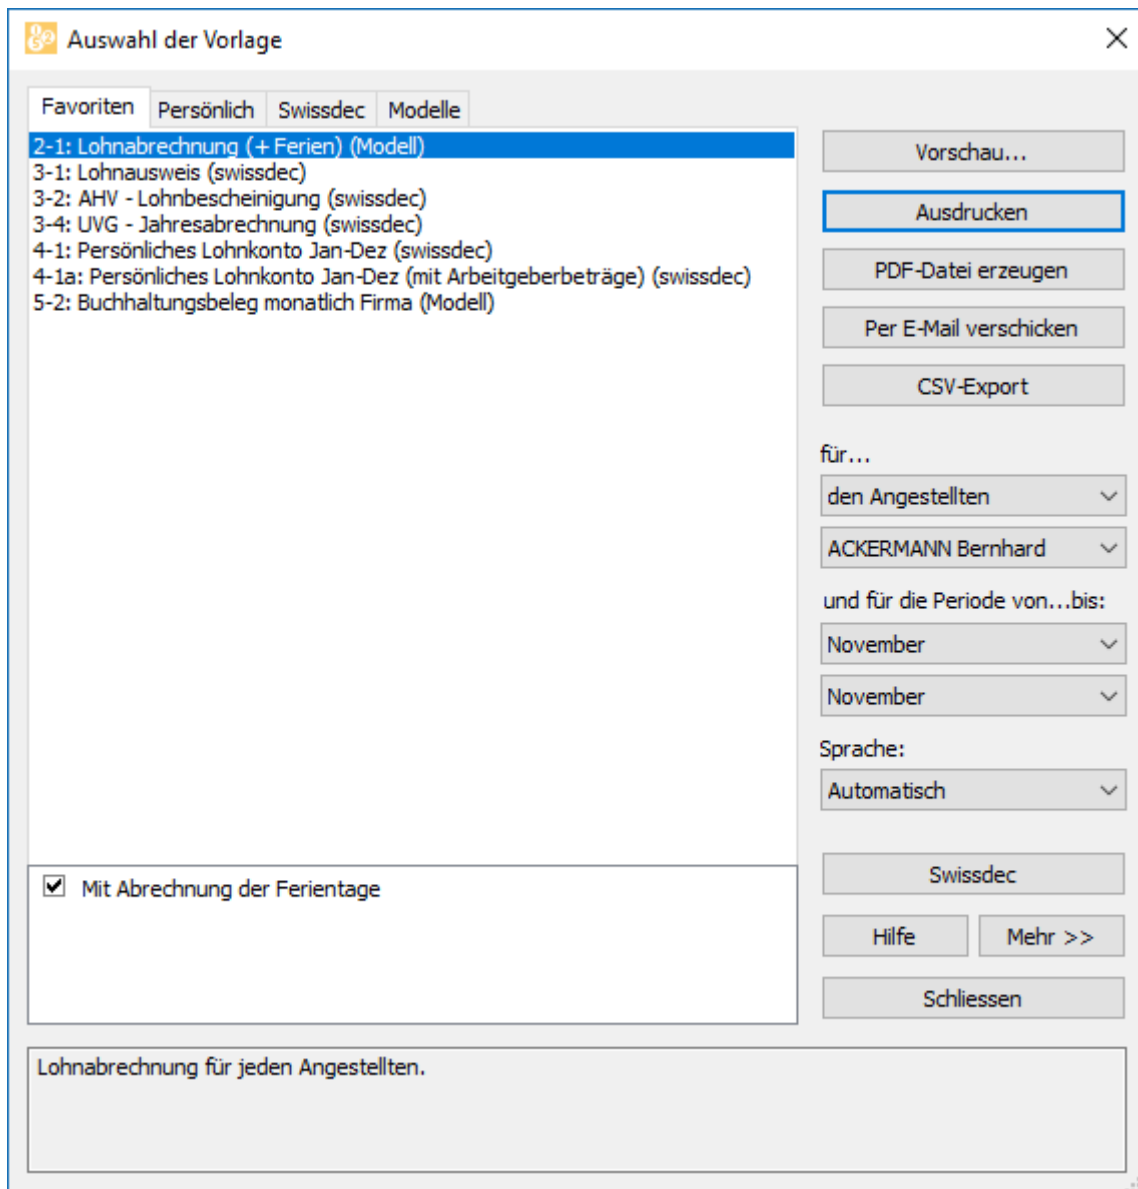 Auswahl der Vorlage
Favoriten Persönlich Swissdec Modelle
2-1: Lohnabrechnung (+ Ferien) (Modell)
3-1: Lohnausweis (swissdec)
3-2: AHV - Lohnbescheinigung (swissdec)
3-4: UVG - Jahresabrechnung (swissdec)
4-1: Persönliches Lohnkonto Jan-Dez (swissdec)
4-1a: Persönliches Lohnkonto Jan-Dez (mit Arbeitgeberbeträge) (swissdec)
5-2: Buchhaltungsbeleg monatlich Firma (Modell)
Mit Abrechnung der Ferientage
Vorschau...
Ausdrucken
PDF-Datei erzeugen
Per E-Mail verschicken
CSV-Export
für...
den Angestellten
ACKERMANN Bernhard
und für die Periode von...bis:
November
November
Sprache:
Automatisch
Swissdec
Hilfe Mehr >>
Schliessen
Lohnabrechnung für jeden Angestellten.